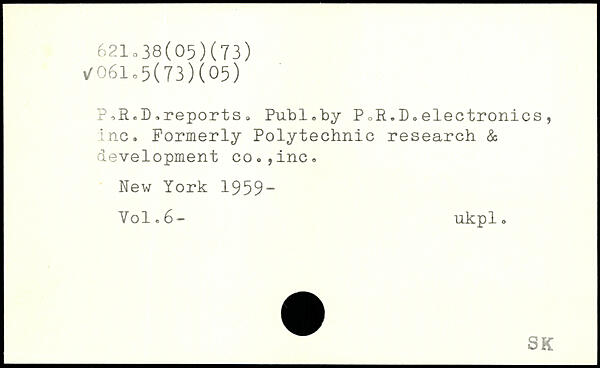 621.38(05)(73)
✓061.5(73)(05)
P.R.D.reports. Publ.by P.R.D.electronics,
inc. Formerly Polytechnic research &
development co.,inc.
New York 1959-
Vol.6- ukpl.
SK